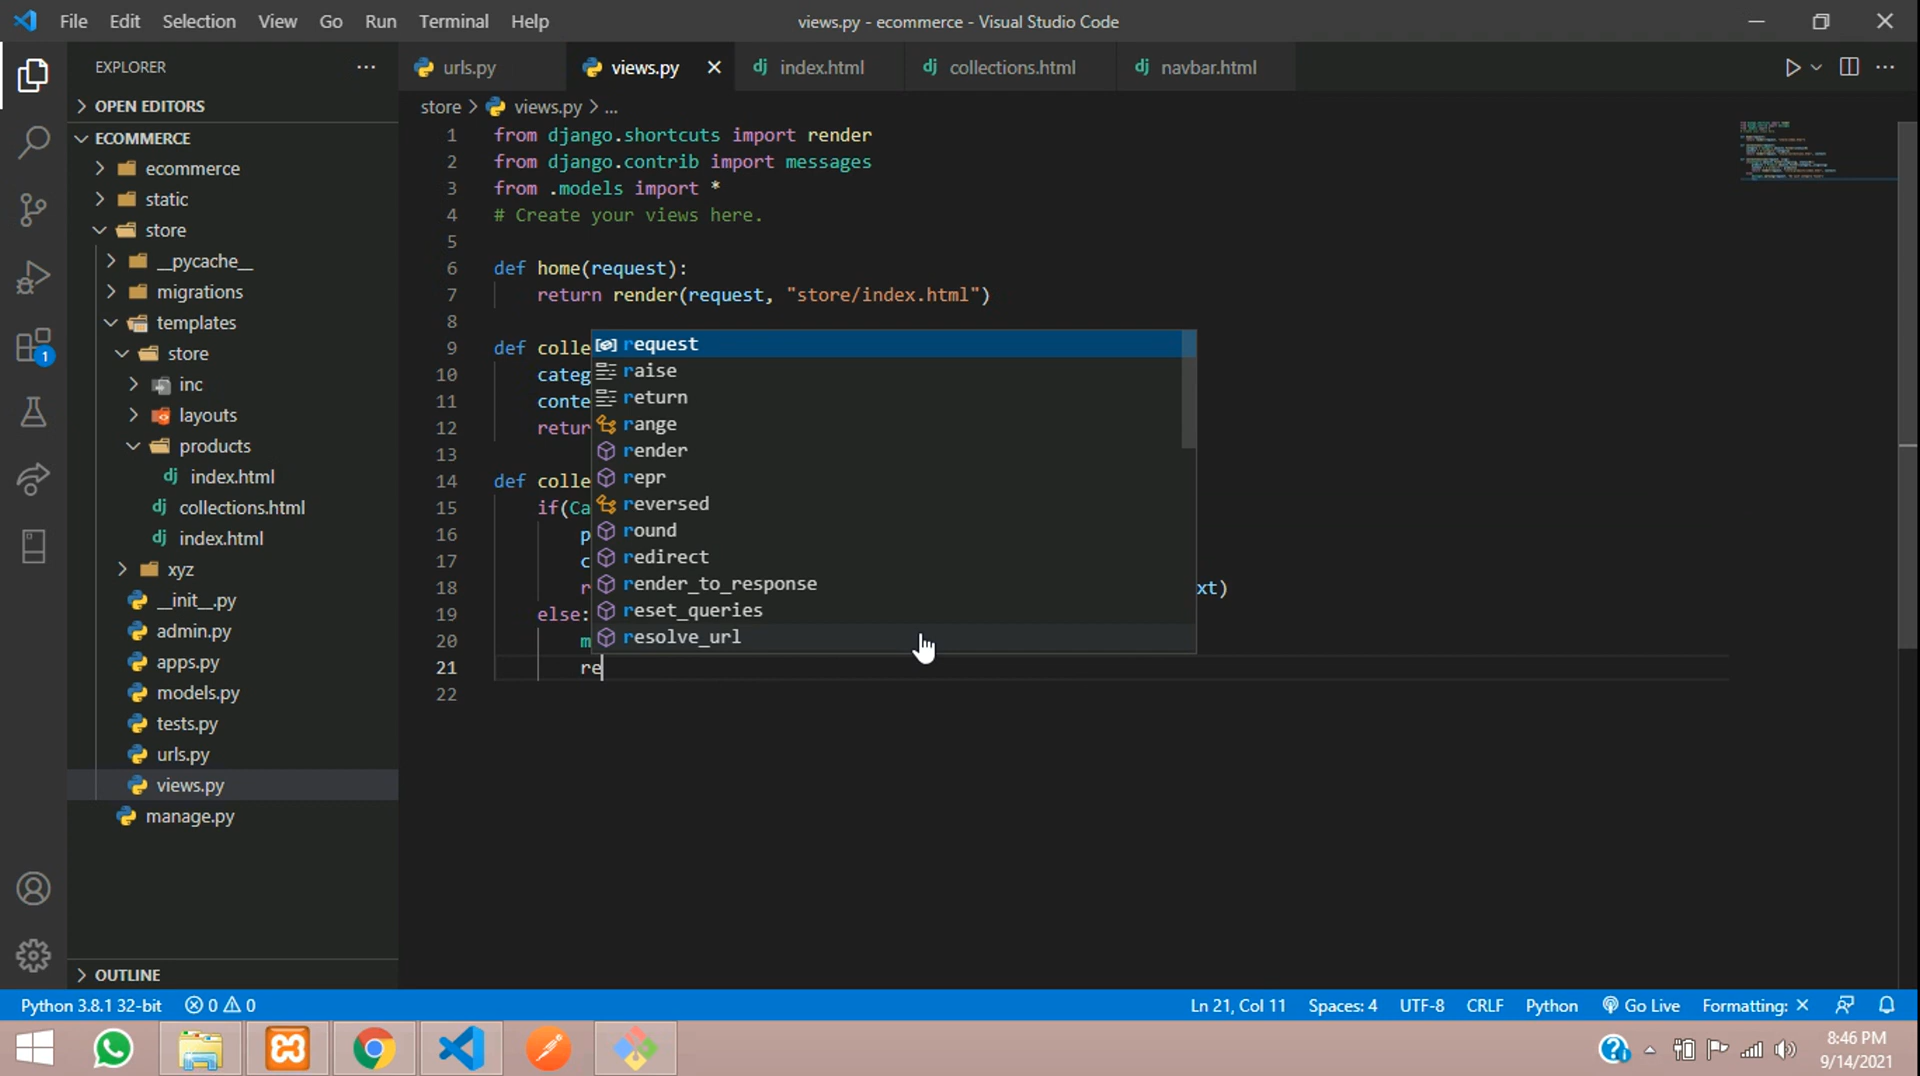 File Edit Selection View Go Run Terminal Help
views.py - ecommerce - Visual Studio Code
EXPLORER
OPEN EDITORS
ECOMMERCE
ecommerce
static
store
__pycache__
migrations
templates
store
inc
layouts
products
index.html
collections.html
index.html
xyz
__init__.py
admin.py
apps.py
models.py
tests.py
urls.py
views.py
manage.py
OUTLINE
urls.py views.py index.html collections.html navbar.html
store > views.py > ...
1 from django.shortcuts import render
2 from django.contrib import messages
3 from .models import *
4 # Create your views here.
5
6 def home(request):
7 return render(request, "store/index.html")
8
9 def colle
10 categ
11 conte
12 retur
13
14 def colle
15 if(Ca
16 p
17 c
18 r xt)
19 else:
20 m
21 re
22
request
raise
return
range
render
repr
reversed
round
redirect
render_to_response
reset_queries
resolve_url
1
Python 3.8.1 32-bit 0 0 Ln 21, Col 11 Spaces: 4 UTF-8 CRLF Python Go Live Formatting: ×
8:46 PM
9/14/2021